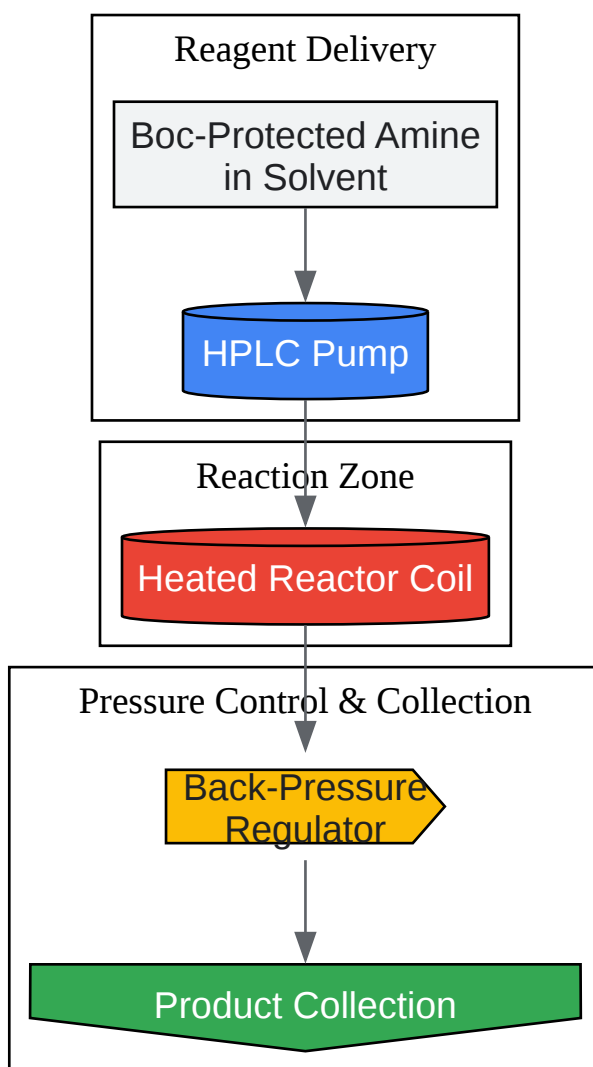 Reagent Delivery
Boc-Protected Amine
in Solvent
HPLC Pump
Reaction Zone
Heated Reactor Coil
Pressure Control & Collection
Back-Pressure
Regulator
Product Collection